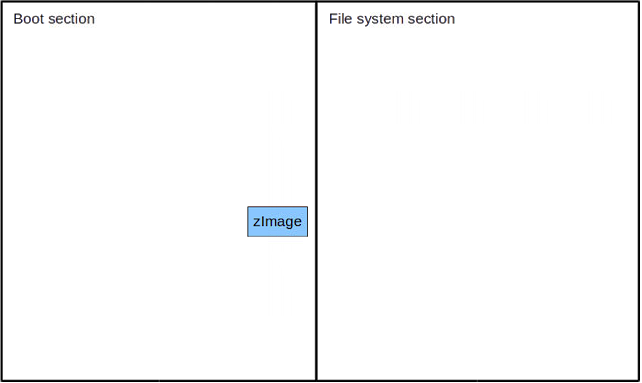 Boot section
File system section
zImage